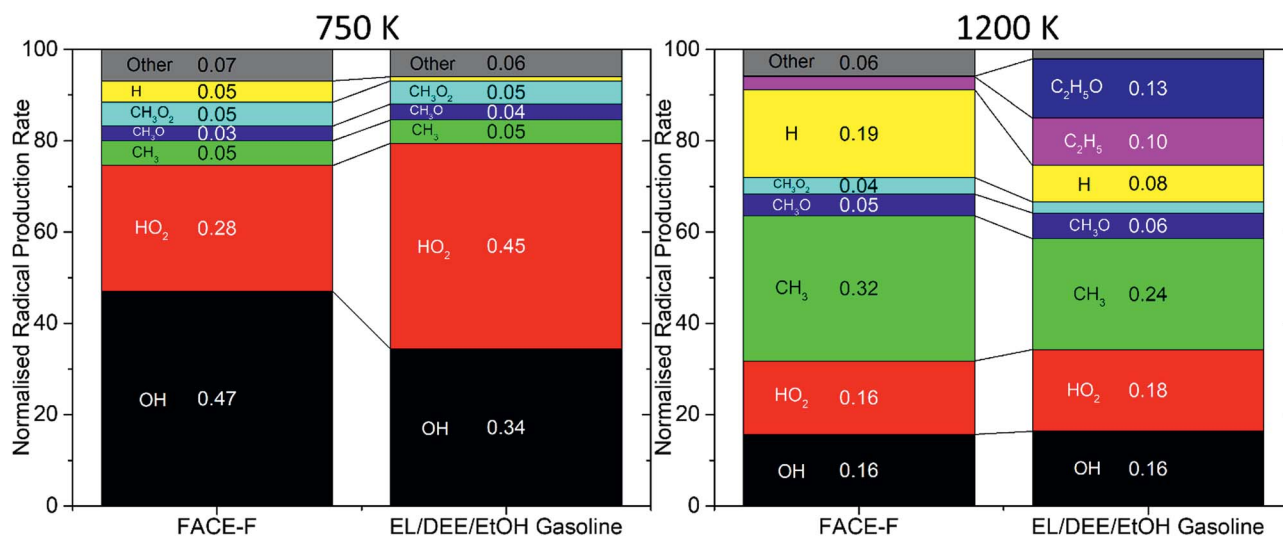 750 K
1200 K
Normalised Radical Production Rate
100
80
60
40
20
0
Other 0.07
H 0.05
CH₃O₂ 0.05
CH₃O 0.03
CH₃ 0.05
HO₂ 0.28
OH 0.47
FACE-F
Other 0.06
CH₃O₂ 0.05
CH₃O 0.04
CH₃ 0.05
HO₂ 0.45
OH 0.34
EL/DEE/EtOH Gasoline
Normalised Radical Production Rate
100
80
60
40
20
0
Other 0.06
H 0.19
CH₃O₂ 0.04
CH₃O 0.05
CH₃ 0.32
HO₂ 0.16
OH 0.16
FACE-F
C₂H₅O 0.13
C₂H₅ 0.10
H 0.08
CH₃O 0.06
CH₃ 0.24
HO₂ 0.18
OH 0.16
EL/DEE/EtOH Gasoline